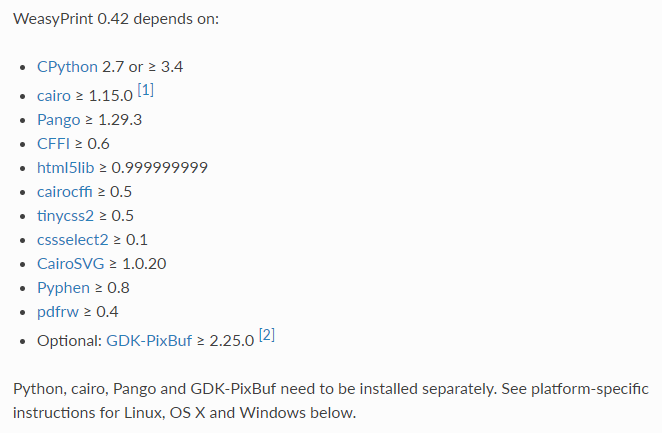 WeasyPrint 0.42 depends on:
• CPython 2.7 or ≥ 3.4
• cairo ≥ 1.15.0 [1]
• Pango ≥ 1.29.3
• CFFI ≥ 0.6
• html5lib ≥ 0.999999999
• cairocffi ≥ 0.5
• tinycss2 ≥ 0.5
• cssselect2 ≥ 0.1
• CairoSVG ≥ 1.0.20
• Pyphen ≥ 0.8
• pdfrw ≥ 0.4
• Optional: GDK-PixBuf ≥ 2.25.0 [2]
Python, cairo, Pango and GDK-PixBuf need to be installed separately. See platform-specific
instructions for Linux, OS X and Windows below.